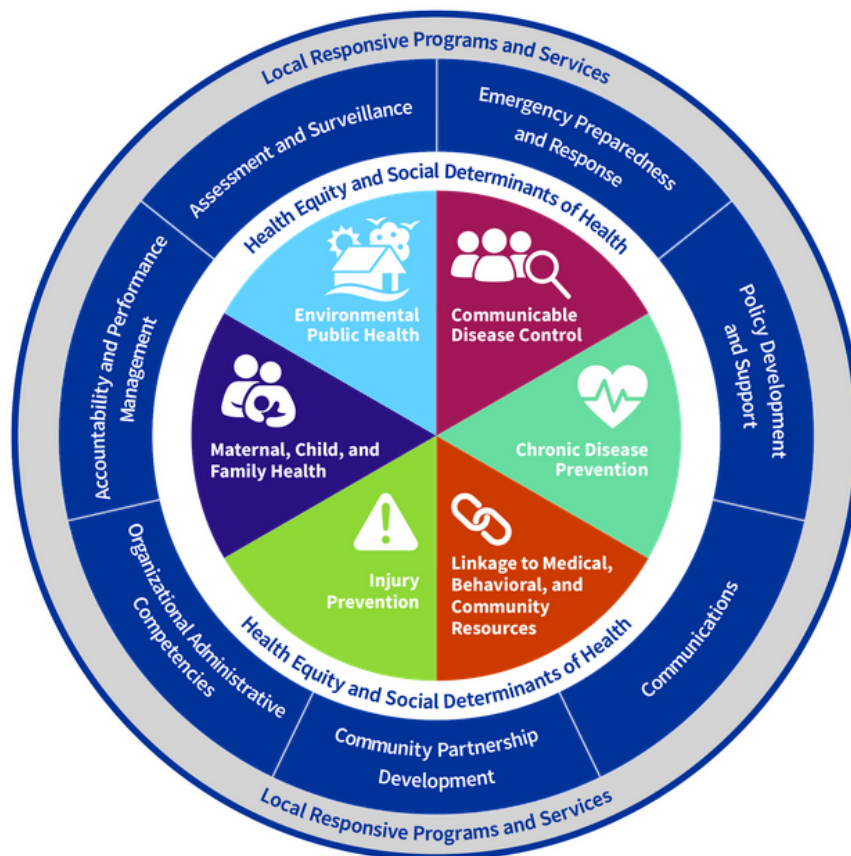 Local Responsive Programs and Services
Assessment and Surveillance
Emergency Preparedness
and Response
Policy Development
and Support
Communications
Community Partnership
Development
Organizational Administrative
Competencies
Accountability and Performance
Management
Health Equity and Social Determinants of Health
Environmental
Public Health
Communicable
Disease Control
Maternal, Child, and
Family Health
Chronic Disease
Prevention
Injury
Prevention
Linkage to Medical,
Behavioral, and
Community
Resources
Health Equity and Social Determinants of Health
Local Responsive Programs and Services